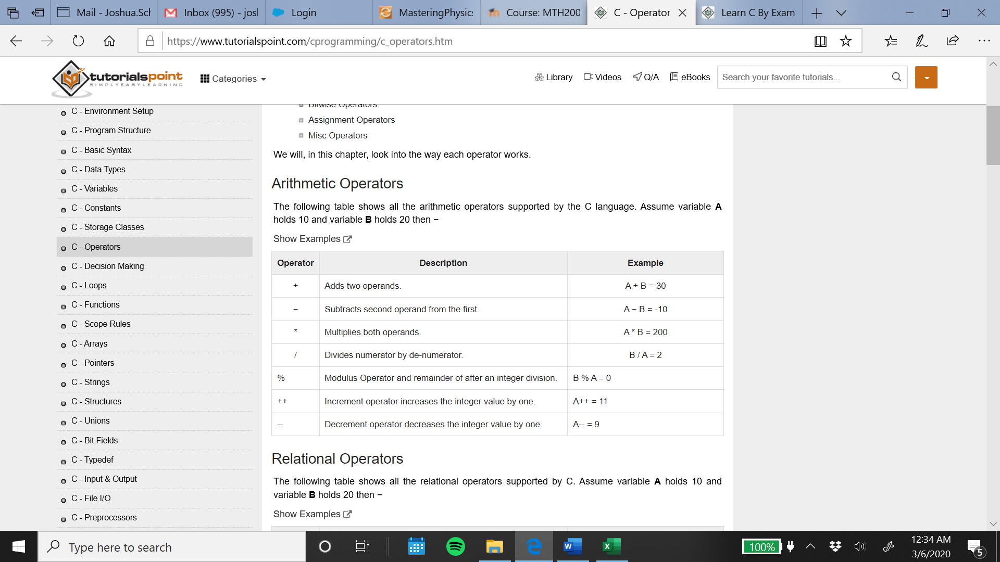 Mail - Joshua.Sch
Inbox (995) - josl
Login
MasteringPhysics
Course: MTH200
C - Operator
Learn C By Exam
https://www.tutorialspoint.com/cprogramming/c_operators.htm
tutorialspoint
SIMPLYEASYLEARNING
Categories
Library
Videos
Q/A
eBooks
Search your favorite tutorials...
C - Environment Setup
C - Program Structure
C - Basic Syntax
C - Data Types
C - Variables
C - Constants
C - Storage Classes
C - Operators
C - Decision Making
C - Loops
C - Functions
C - Scope Rules
C - Arrays
C - Pointers
C - Strings
C - Structures
C - Unions
C - Bit Fields
C - Typedef
C - Input & Output
C - File I/O
C - Preprocessors
Bitwise Operators
Assignment Operators
Misc Operators
We will, in this chapter, look into the way each operator works.
Arithmetic Operators
The following table shows all the arithmetic operators supported by the C language. Assume variable A
holds 10 and variable B holds 20 then −
Show Examples
Operator Description Example
+ Adds two operands. A + B = 30
− Subtracts second operand from the first. A − B = -10
* Multiplies both operands. A * B = 200
/ Divides numerator by de-numerator. B / A = 2
% Modulus Operator and remainder of after an integer division. B % A = 0
++ Increment operator increases the integer value by one. A++ = 11
-- Decrement operator decreases the integer value by one. A-- = 9
Relational Operators
The following table shows all the relational operators supported by C. Assume variable A holds 10 and
variable B holds 20 then −
Show Examples
Type here to search
100%
12:34 AM
3/6/2020
5